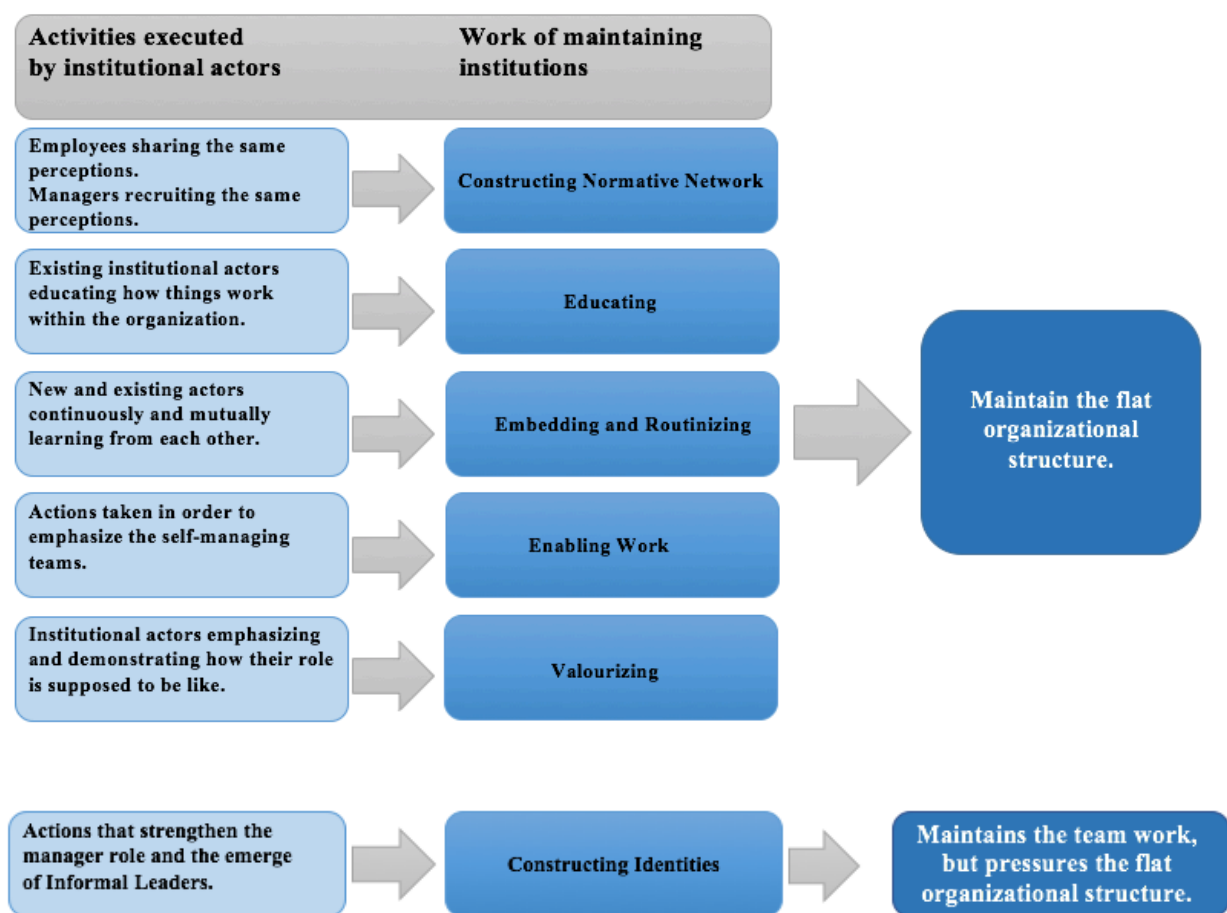 Activities executed
by institutional actors
Work of maintaining
institutions
Employees sharing the same
perceptions.
Managers recruiting the same
perceptions.
Constructing Normative Network
Existing institutional actors
educating how things work
within the organization.
Educating
New and existing actors
continuously and mutually
learning from each other.
Embedding and Routinizing
Actions taken in order to
emphasize the self-managing
teams.
Enabling Work
Institutional actors emphasizing
and demonstrating how their role
is supposed to be like.
Valourizing
Maintain the flat
organizational
structure.
Actions that strengthen the
manager role and the emerge
of Informal Leaders.
Constructing Identities
Maintains the team work,
but pressures the flat
organizational structure.